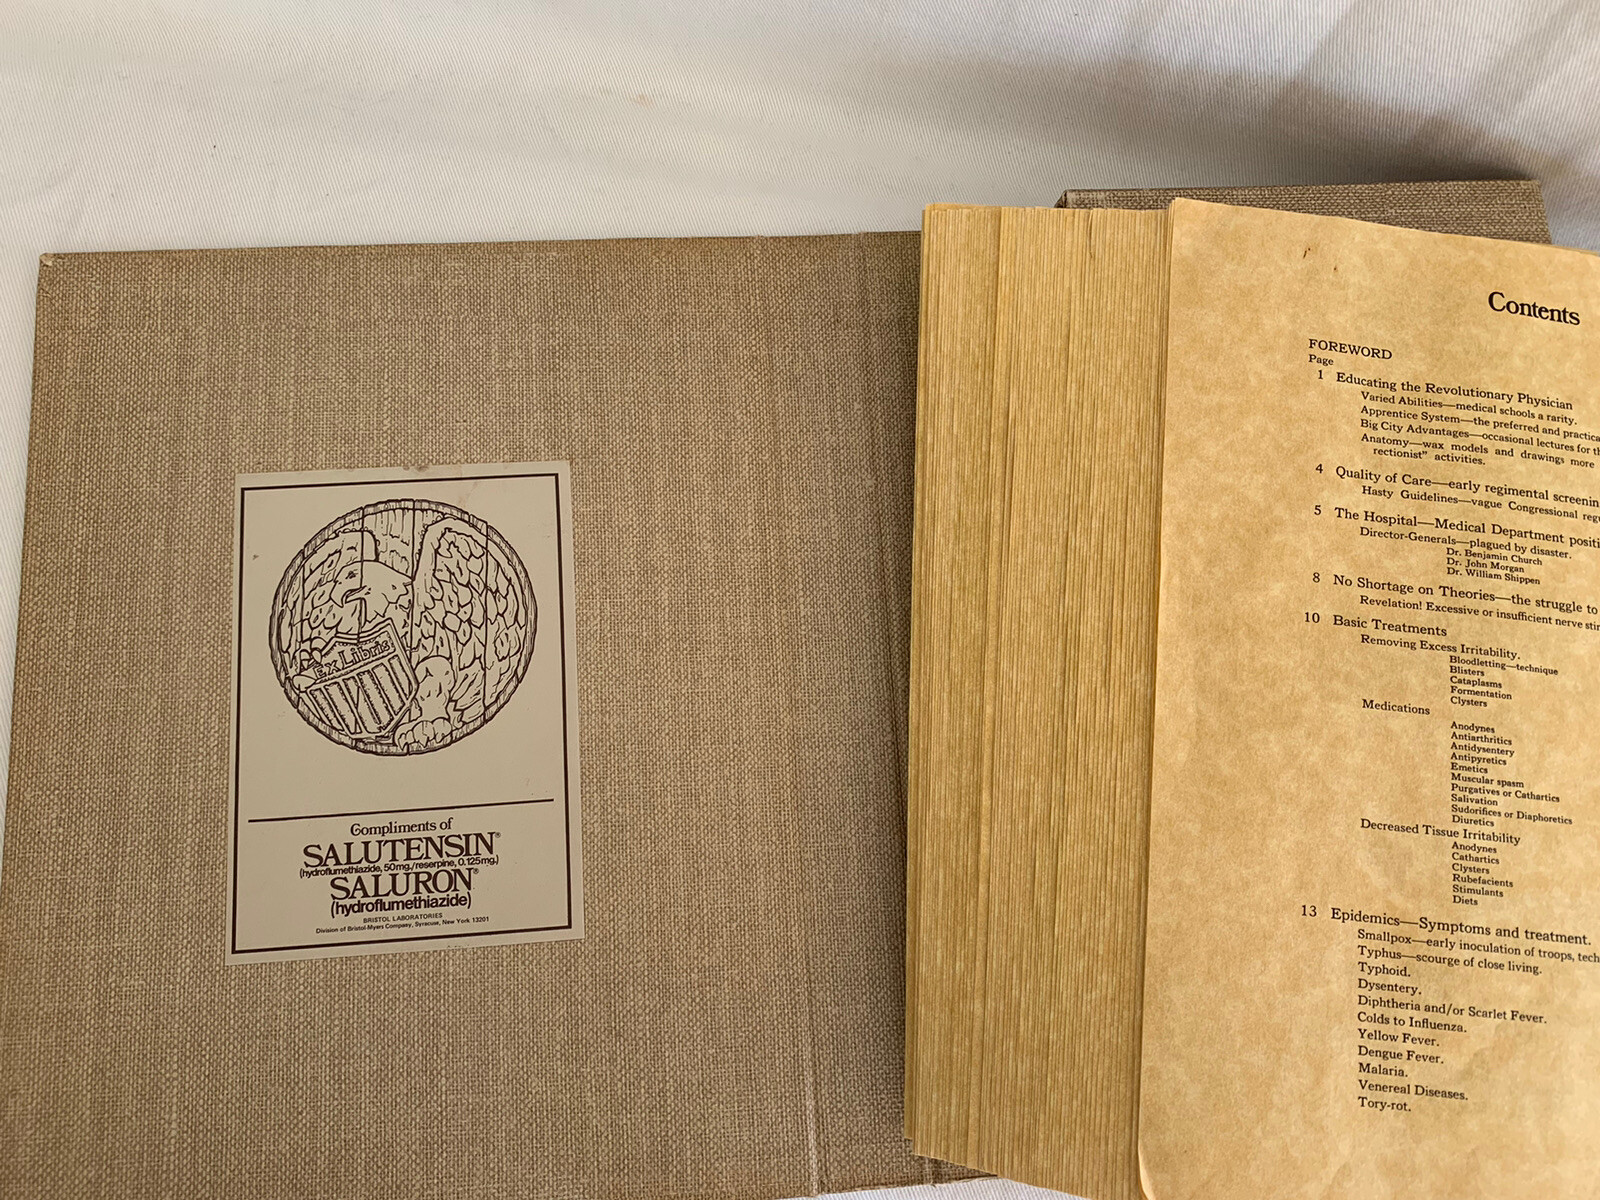 Ex Libris
Compliments of
SALUTENSIN®
(hydroflumethiazide, 50mg./reserpine, 0.125mg.)
SALURON®
(hydroflumethiazide)
BRISTOL LABORATORIES
Division of Bristol-Myers Company, Syracuse, New York 13201
Contents
FOREWORD
Page
1 Educating the Revolutionary Physician
Varied Abilities—medical schools a rarity.
Apprentice System—the preferred and practica
Big City Advantages—occasional lectures for th
Anatomy—wax models and drawings more
rectionist" activities.
4 Quality of Care—early regimental screenin
Hasty Guidelines—vague Congressional regu
5 The Hospital—Medical Department positi
Director-Generals—plagued by disaster.
Dr. Benjamin Church
Dr. John Morgan
Dr. William Shippen
8 No Shortage on Theories—the struggle to
Revelation! Excessive or insufficient nerve stim
10 Basic Treatments
Removing Excess Irritability.
Bloodletting—technique
Blisters
Cataplasms
Formentation
Clysters
Medications
Anodynes
Antiarthritics
Antidysentery
Antipyretics
Emetics
Muscular spasm
Purgatives or Cathartics
Salivation
Sudorifics or Diaphoretics
Diuretics
Decreased Tissue Irritability
Anodynes
Cathartics
Clysters
Rubefacients
Stimulants
Diets
13 Epidemics—Symptoms and treatment.
Smallpox—early inoculation of troops, tech
Typhus—scourge of close living.
Typhoid.
Dysentery.
Diphtheria and/or Scarlet Fever.
Colds to Influenza.
Yellow Fever.
Dengue Fever.
Malaria.
Venereal Diseases.
Tory-rot.